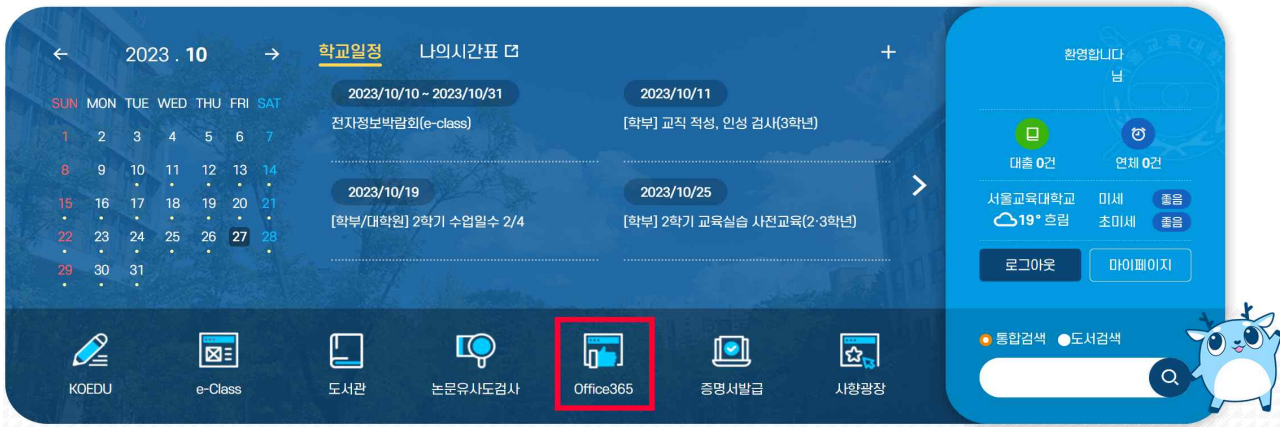 ← 2023 . 10 →
SUN MON TUE WED THU FRI SAT
1 2 3 4 5 6 7
8 9 10 11 12 13 14
15 16 17 18 19 20 21
22 23 24 25 26 27 28
29 30 31
학교일정 나의시간표
+
2023/10/10 ~ 2023/10/31
전자정보박람회(e-class)
2023/10/11
[학부] 교직 적성, 인성 검사(3학년)
2023/10/19
[학부/대학원] 2학기 수업일수 2/4
2023/10/25
[학부] 2학기 교육실습 사전교육(2·3학년)
KOEDU
e-Class
도서관
논문유사도검사
Office365
증명서발급
사향광장
환영합니다
님
대출 0건
연체 0건
서울교육대학교 미세 좋음
19° 흐림 초미세 좋음
로그아웃
마이페이지
통합검색 도서검색